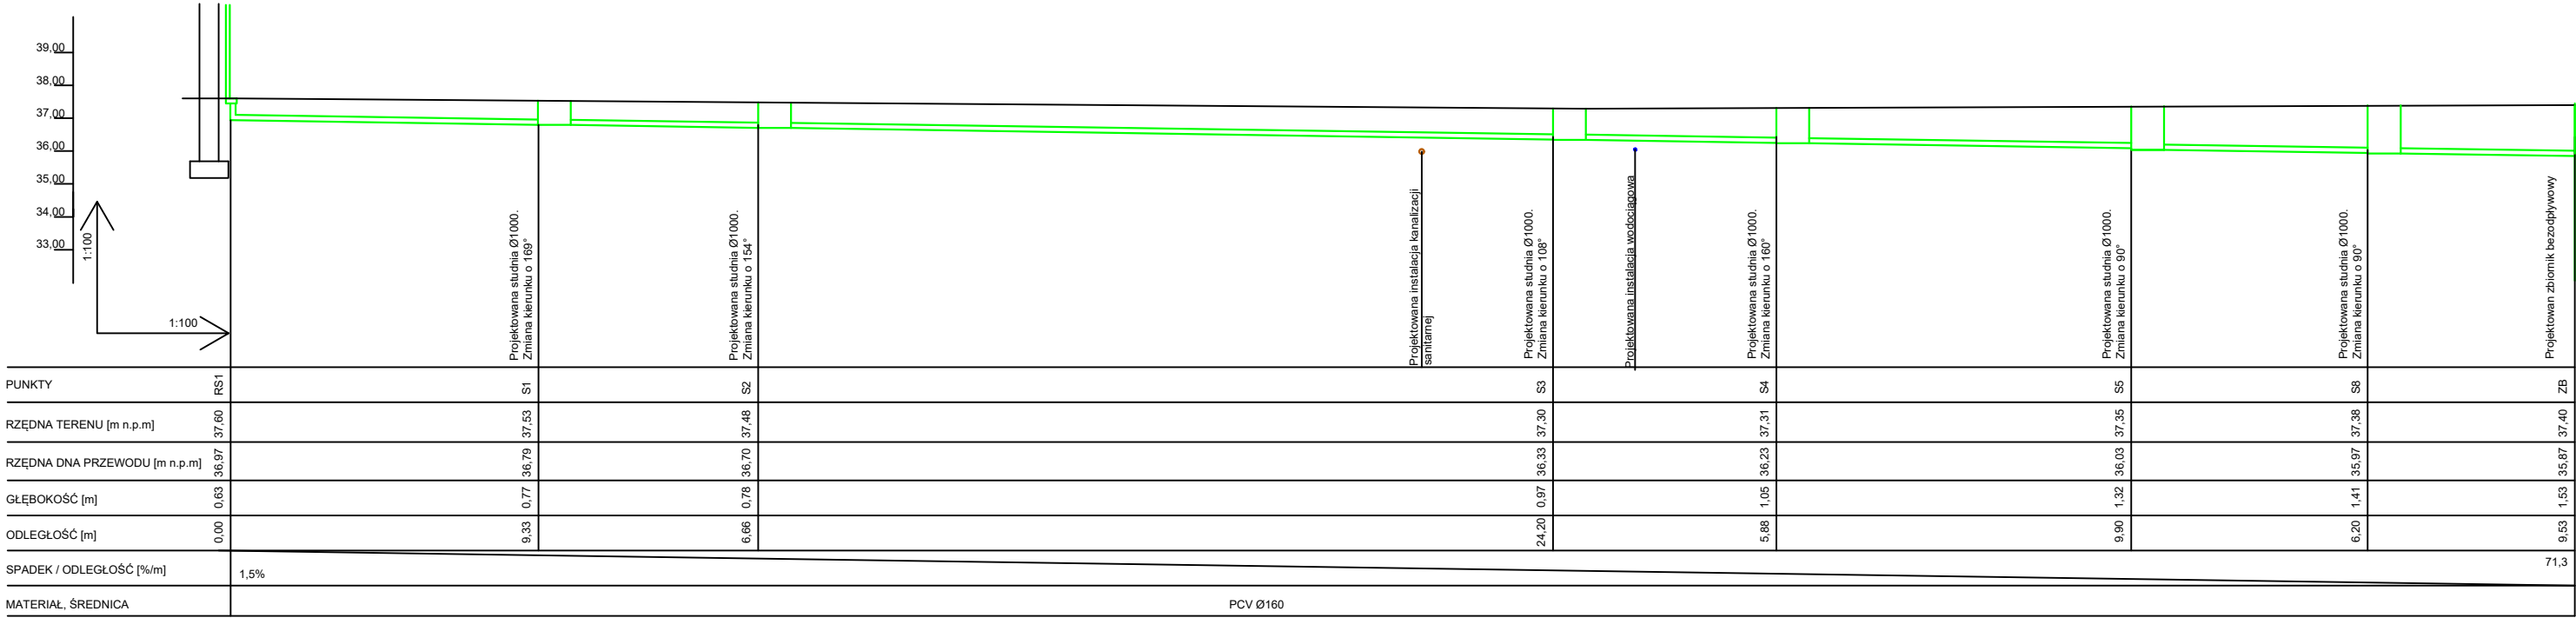 39,00
38,00
37,00
36,00
35,00
34,00
33,00
1:100
1:100
Projektowana studnia Ø1000.
Zmiana kierunku o 169°
Projektowana studnia Ø1000.
Zmiana kierunku o 154°
Projektowana instalacja kanalizacji
sanitarnej
Projektowana studnia Ø1000.
Zmiana kierunku o 108°
Projektowana instalacja wodociągowa
Projektowana studnia Ø1000.
Zmiana kierunku o 160°
Projektowana studnia Ø1000.
Zmiana kierunku o 90°
Projektowana studnia Ø1000.
Zmiana kierunku o 90°
Projektowan zbiornik bezodpływowy
PUNKTY RS1 S1 S2 S3 S4 S5 S8 ZB
RZĘDNA TERENU [m n.p.m] 37,60 37,53 37,48 37,30 37,31 37,35 37,38 37,40
RZĘDNA DNA PRZEWODU [m n.p.m] 36,97 36,79 36,70 36,33 36,23 36,03 35,97 35,87
GŁĘBOKOŚĆ [m] 0,63 0,77 0,78 0,97 1,05 1,32 1,41 1,53
ODLEGŁOŚĆ [m] 0,00 9,33 6,66 24,20 5,88 9,90 6,20 9,53
SPADEK / ODLEGŁOŚĆ [%/m] 1,5% 71,3
MATERIAŁ, ŚREDNICA PCV Ø160